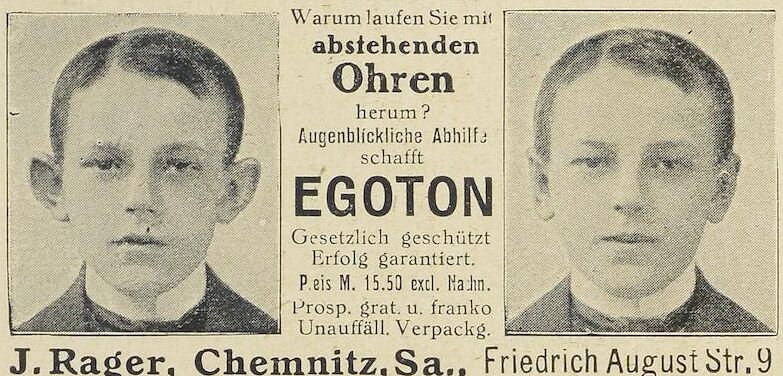 Warum laufen Sie mit
abstehenden
Ohren
herum?
Augenblickliche Abhilfe
schafft
EGOTON
Gesetzlich geschützt
Erfolg garantiert.
P.eis M. 15.50 excl. Nachn.
Prosp. grat. u. franko
Unauffäll. Verpackg.
J. Rager, Chemnitz, Sa., Friedrich August Str. 9